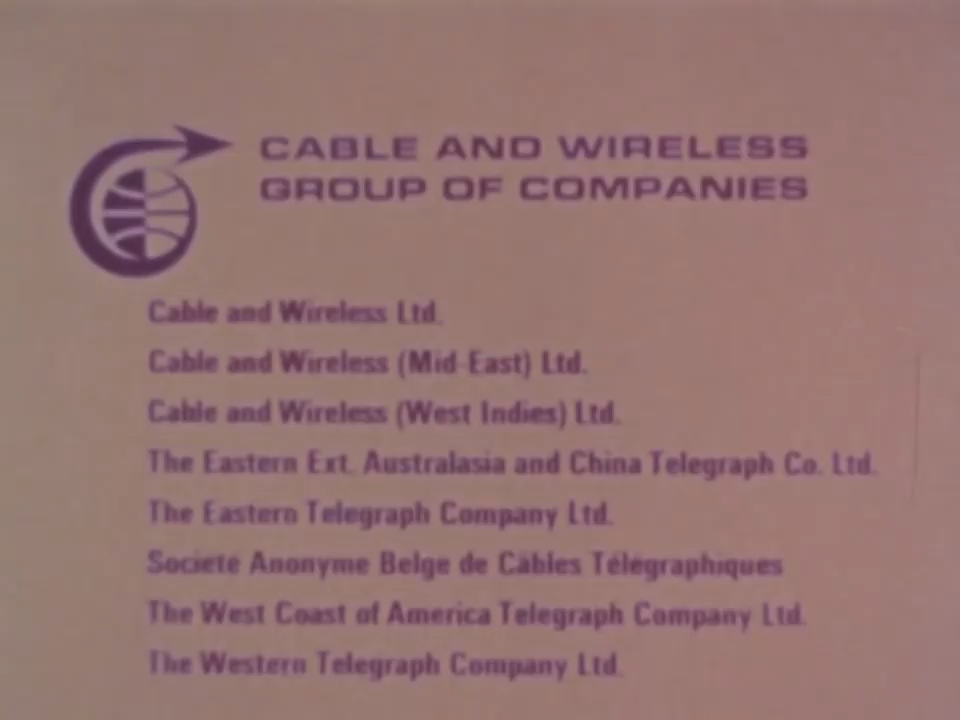 CABLE AND WIRELESS
GROUP OF COMPANIES
Cable and Wireless Ltd.
Cable and Wireless (Mid-East) Ltd.
Cable and Wireless (West Indies) Ltd.
The Eastern Ext. Australasia and China Telegraph Co. Ltd.
The Eastern Telegraph Company Ltd.
Societé Anonyme Belge de Câbles Télégraphiques
The West Coast of America Telegraph Company Ltd.
The Western Telegraph Company Ltd.